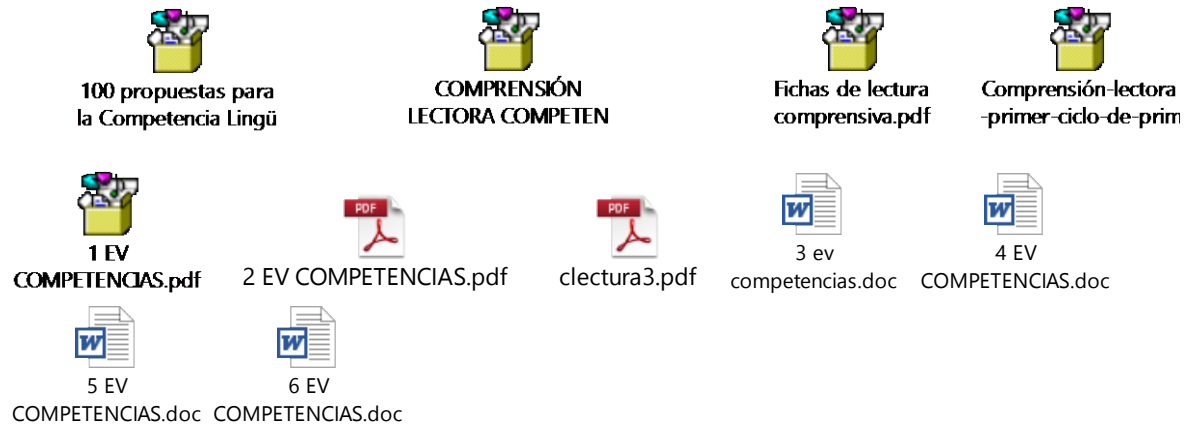 100 propuestas para
la Competencia Lingü
COMPRENSIÓN
LECTORA COMPETEN
Fichas de lectura
comprensiva.pdf
Comprensión-lectora
-primer-ciclo-de-prim
1 EV
COMPETENCIAS.pdf
PDF
2 EV COMPETENCIAS.pdf
PDF
clectura3.pdf
W
3 ev
competencias.doc
W
4 EV
COMPETENCIAS.doc
W
5 EV
COMPETENCIAS.doc
W
6 EV
COMPETENCIAS.doc